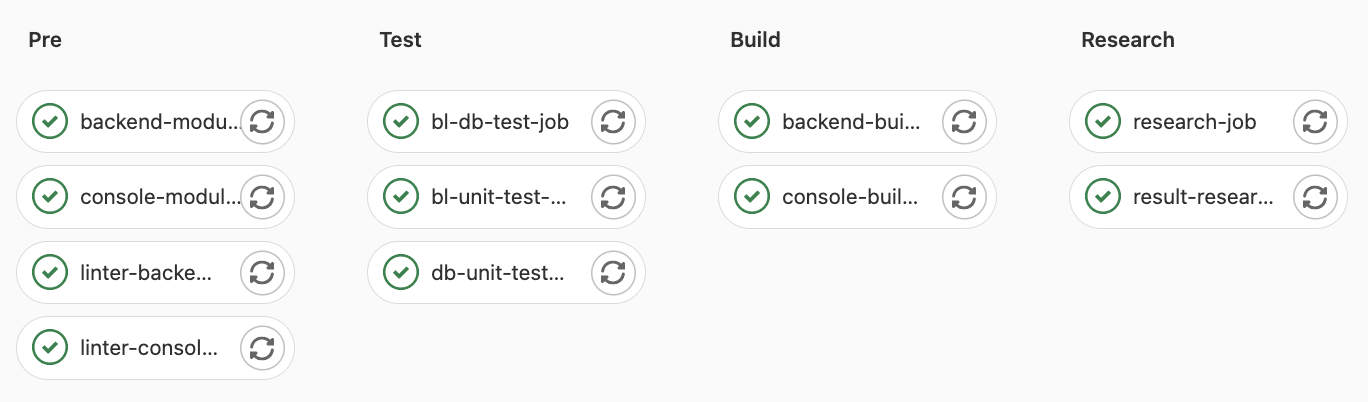 Pre
backend-modu...
console-modul...
linter-backe...
linter-consol...
Test
bl-db-test-job
bl-unit-test-...
db-unit-test...
Build
backend-bui...
console-buil...
Research
research-job
result-resear...